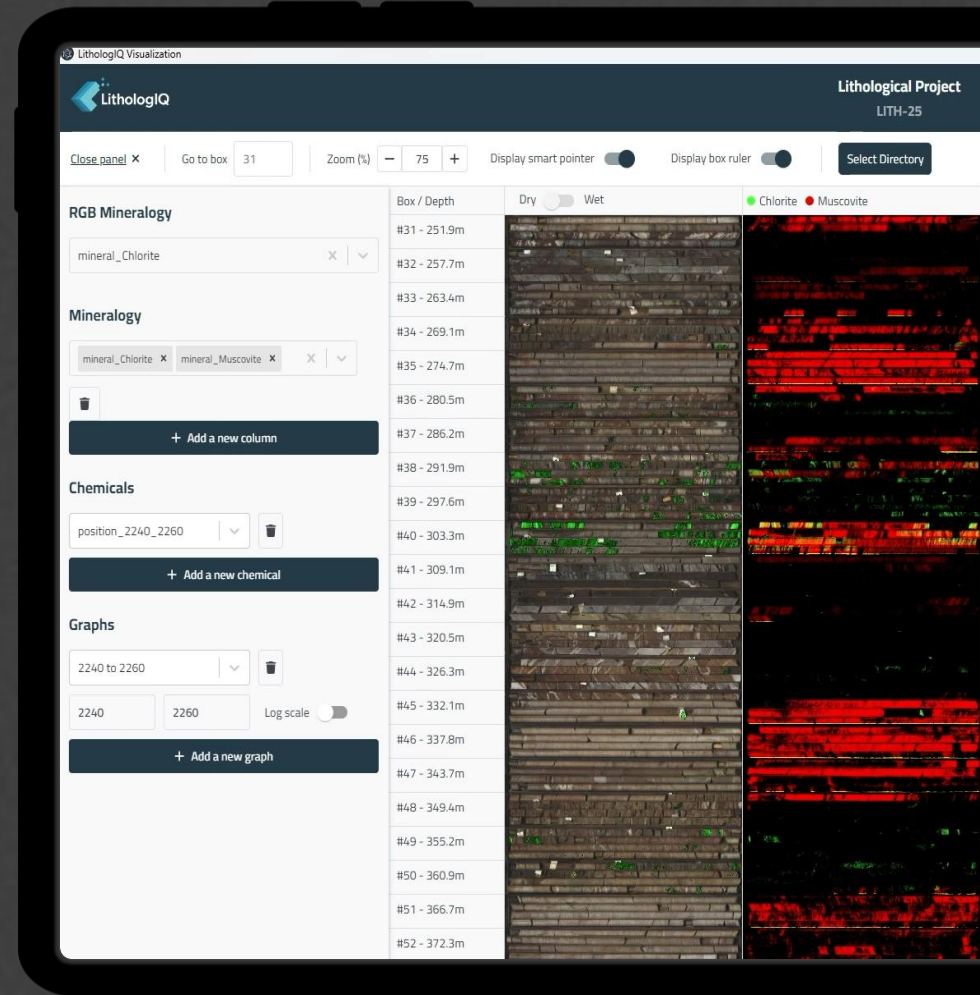 LithologIQ Visualization
LithologIQ
Lithological Project
LITH-25
Close panel ×
Go to box 31
Zoom (%) − 75 +
Display smart pointer
Display box ruler
Select Directory
RGB Mineralogy
mineral_Chlorite
Mineralogy
mineral_Chlorite × mineral_Muscovite ×
+ Add a new column
Chemicals
position_2240_2260
+ Add a new chemical
Graphs
2240 to 2260
2240 2260 Log scale
+ Add a new graph
Box / Depth
#31 - 251.9m
#32 - 257.7m
#33 - 263.4m
#34 - 269.1m
#35 - 274.7m
#36 - 280.5m
#37 - 286.2m
#38 - 291.9m
#39 - 297.6m
#40 - 303.3m
#41 - 309.1m
#42 - 314.9m
#43 - 320.5m
#44 - 326.3m
#45 - 332.1m
#46 - 337.8m
#47 - 343.7m
#48 - 349.4m
#49 - 355.2m
#50 - 360.9m
#51 - 366.7m
#52 - 372.3m
Dry Wet
Chlorite Muscovite